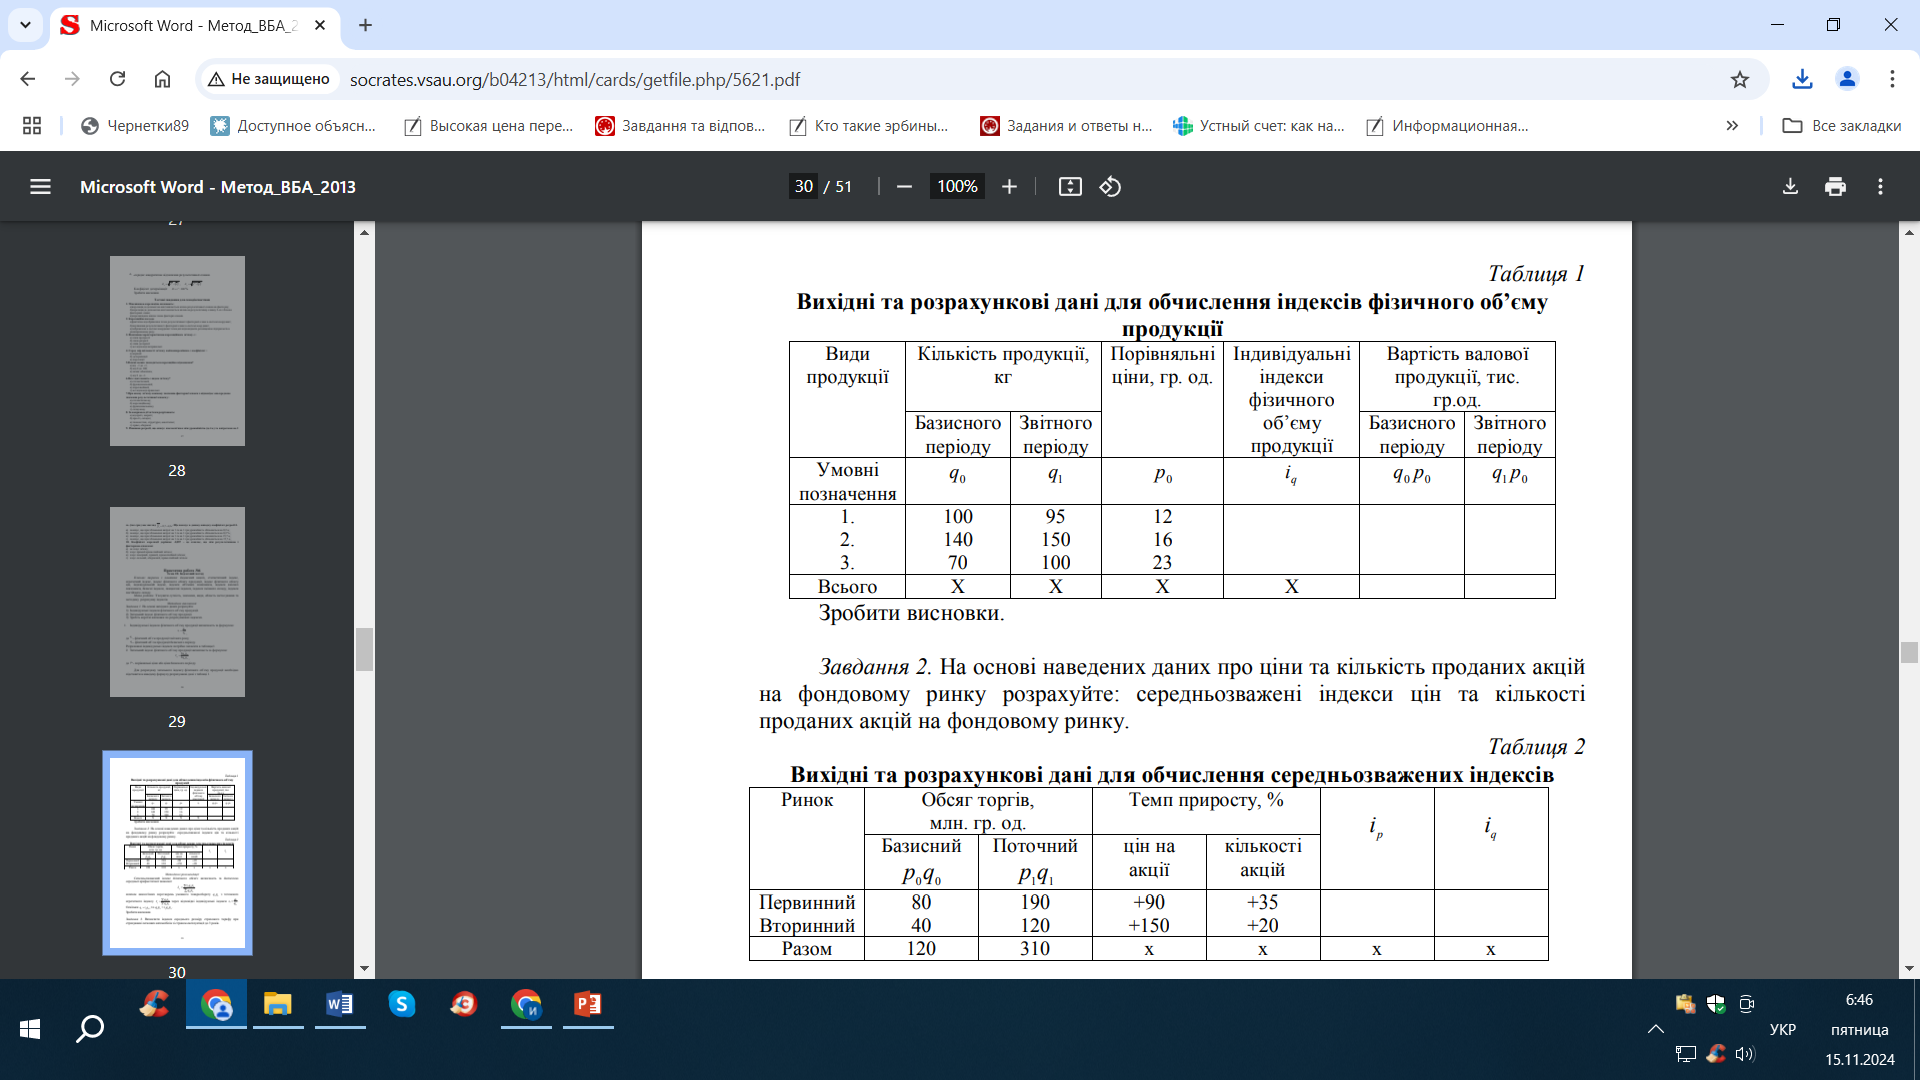 Microsoft Word - Метод_ВБА_2
Не защищено
socrates.vsau.org/b04213/html/cards/getfile.php/5621.pdf
Чернетки89
Доступное объясн...
Высокая цена пере...
Завдання та відпов...
Кто такие эрбины...
Задания и ответы н...
Устный счет: как на...
Информационная...
Все закладки
Microsoft Word - Метод_ВБА_2013
30 / 51
100%
28
29
30
Таблиця 1
Вихідні та розрахункові дані для обчислення індексів фізичного об’єму
продукції
Види продукції
Кількість продукції, кг
Порівняльні ціни, гр. од.
Індивідуальні індекси фізичного об’єму продукції
Вартість валової продукції, тис. гр.од.
Базисного періоду
Звітного періоду
Базисного періоду
Звітного періоду
Умовні позначення q₀ q₁ p₀ i_q q₀p₀ q₁p₀
1. 100 95 12
2. 140 150 16
3. 70 100 23
Всього X X X X
Зробити висновки.
Завдання 2. На основі наведених даних про ціни та кількість проданих акцій
на фондовому ринку розрахуйте: середньозважені індекси цін та кількості
проданих акцій на фондовому ринку.
Таблиця 2
Вихідні та розрахункові дані для обчислення середньозважених індексів
Ринок
Обсяг торгів, млн. гр. од.
Темп приросту, %
i_p
i_q
Базисний p₀q₀
Поточний p₁q₁
цін на акції
кількості акцій
Первинний 80 190 +90 +35
Вторинний 40 120 +150 +20
Разом 120 310 x x x x
УКР
6:46
пятница
15.11.2024